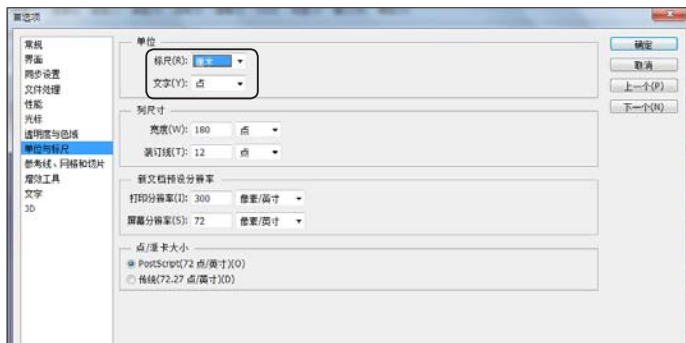 首选项
常规
界面
同步设置
文件处理
性能
光标
透明度与色域
单位与标尺
参考线、网格和切片
增效工具
文字
3D
单位
标尺(R): 厘米
文字(Y): 点
列尺寸
宽度(W): 180 点
装订线(T): 12 点
新文档预设分辨率
打印分辨率(I): 300 像素/英寸
屏幕分辨率(S): 72 像素/英寸
点/派卡大小
PostScript(72 点/英寸)(O)
传统(72.27 点/英寸)(D)
确定
取消
上一个(P)
下一个(N)